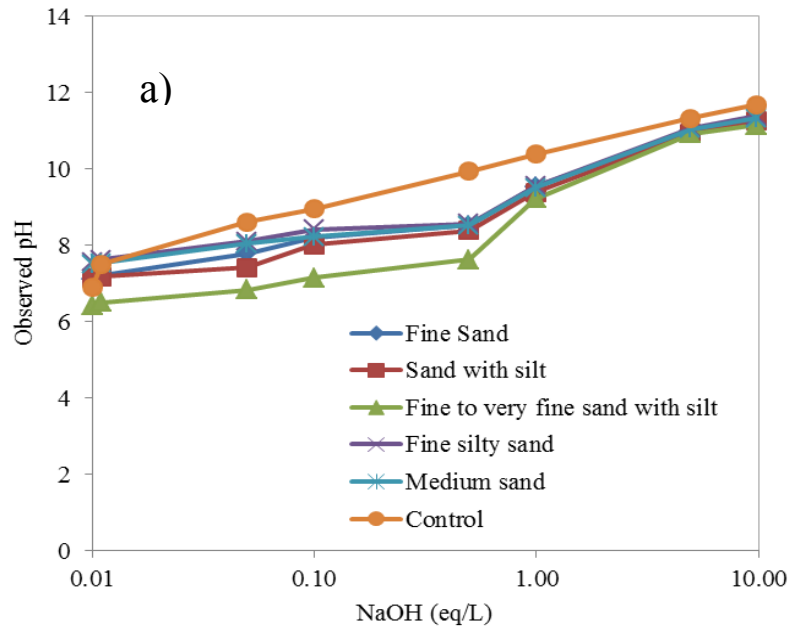 14
a)
12
10
8
6
4
2
0
Observed pH
Fine Sand
Sand with silt
Fine to very fine sand with silt
Fine silty sand
Medium sand
Control
0.01 0.10 1.00 10.00
NaOH (eq/L)